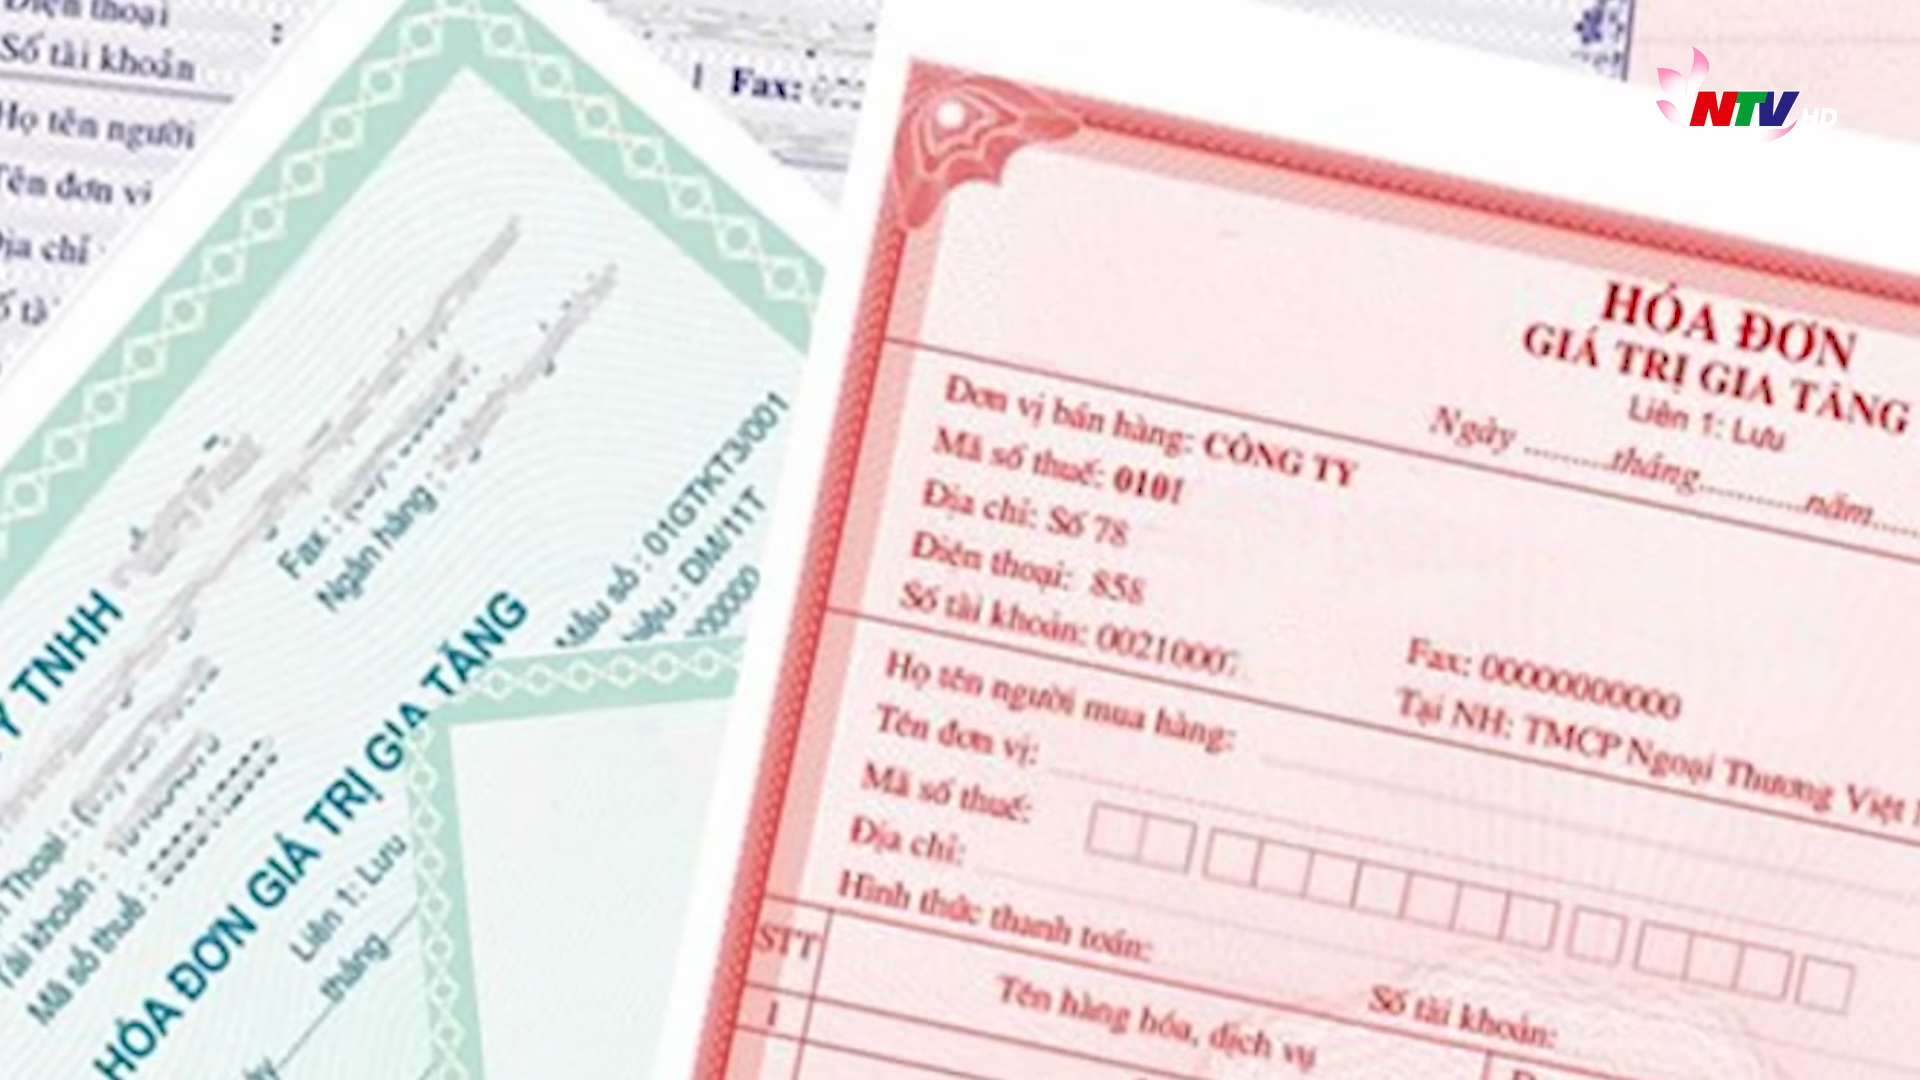 Điện thoại :
Số tài khoản
Họ tên người
Tên đơn vị
Địa chỉ
Fax:
NTV HD
TNHH
Fax :
Ngân hàng :
Mẫu số : 01GTKT3/001
hiệu : DM/11T
Thoại :
Tài khoản :
Mã số thuế :
HÓA ĐƠN GIÁ TRỊ GIA TĂNG
Liên 1: Lưu
tháng
HÓA ĐƠN
GIÁ TRỊ GIA TĂNG
Liên 1: Lưu
Ngày .........tháng...........năm.....
Đơn vị bán hàng: CÔNG TY
Mã số thuế: 0101
Địa chỉ: Số 78
Điện thoại: 858
Fax: 00000000000
Số tài khoản: 0021000
Tại NH: TMCP Ngoại Thương Việt
Họ tên người mua hàng:
Tên đơn vị:
Mã số thuế:
Địa chỉ:
Hình thức thanh toán:
Số tài khoản:
STT
Tên hàng hóa, dịch vụ
1